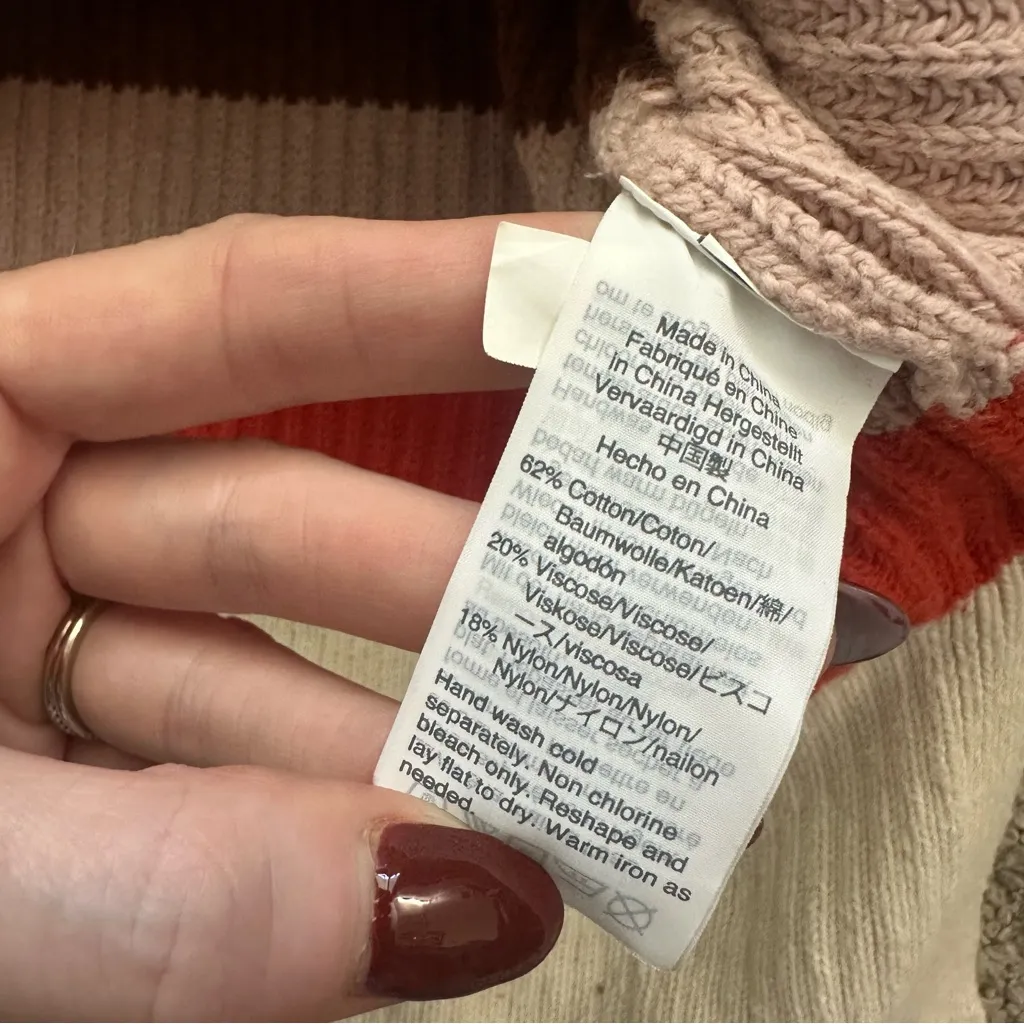 Made in China
Fabriqué en Chine
in China Hergestellt
Vervaardigd in China
中国製
Hecho en China
62% Cotton/Coton/
Baumwolle/Katoen/綿/
algodón
20% Viscose/Viscose/
Viskose/Viscose/ビスコ
ース/viscosa
18% Nylon/Nylon/Nylon/
Nylon/ナイロン/nailon
Hand wash cold
separately. Non chlorine
bleach only. Reshape and
lay flat to dry. Warm iron as
needed.